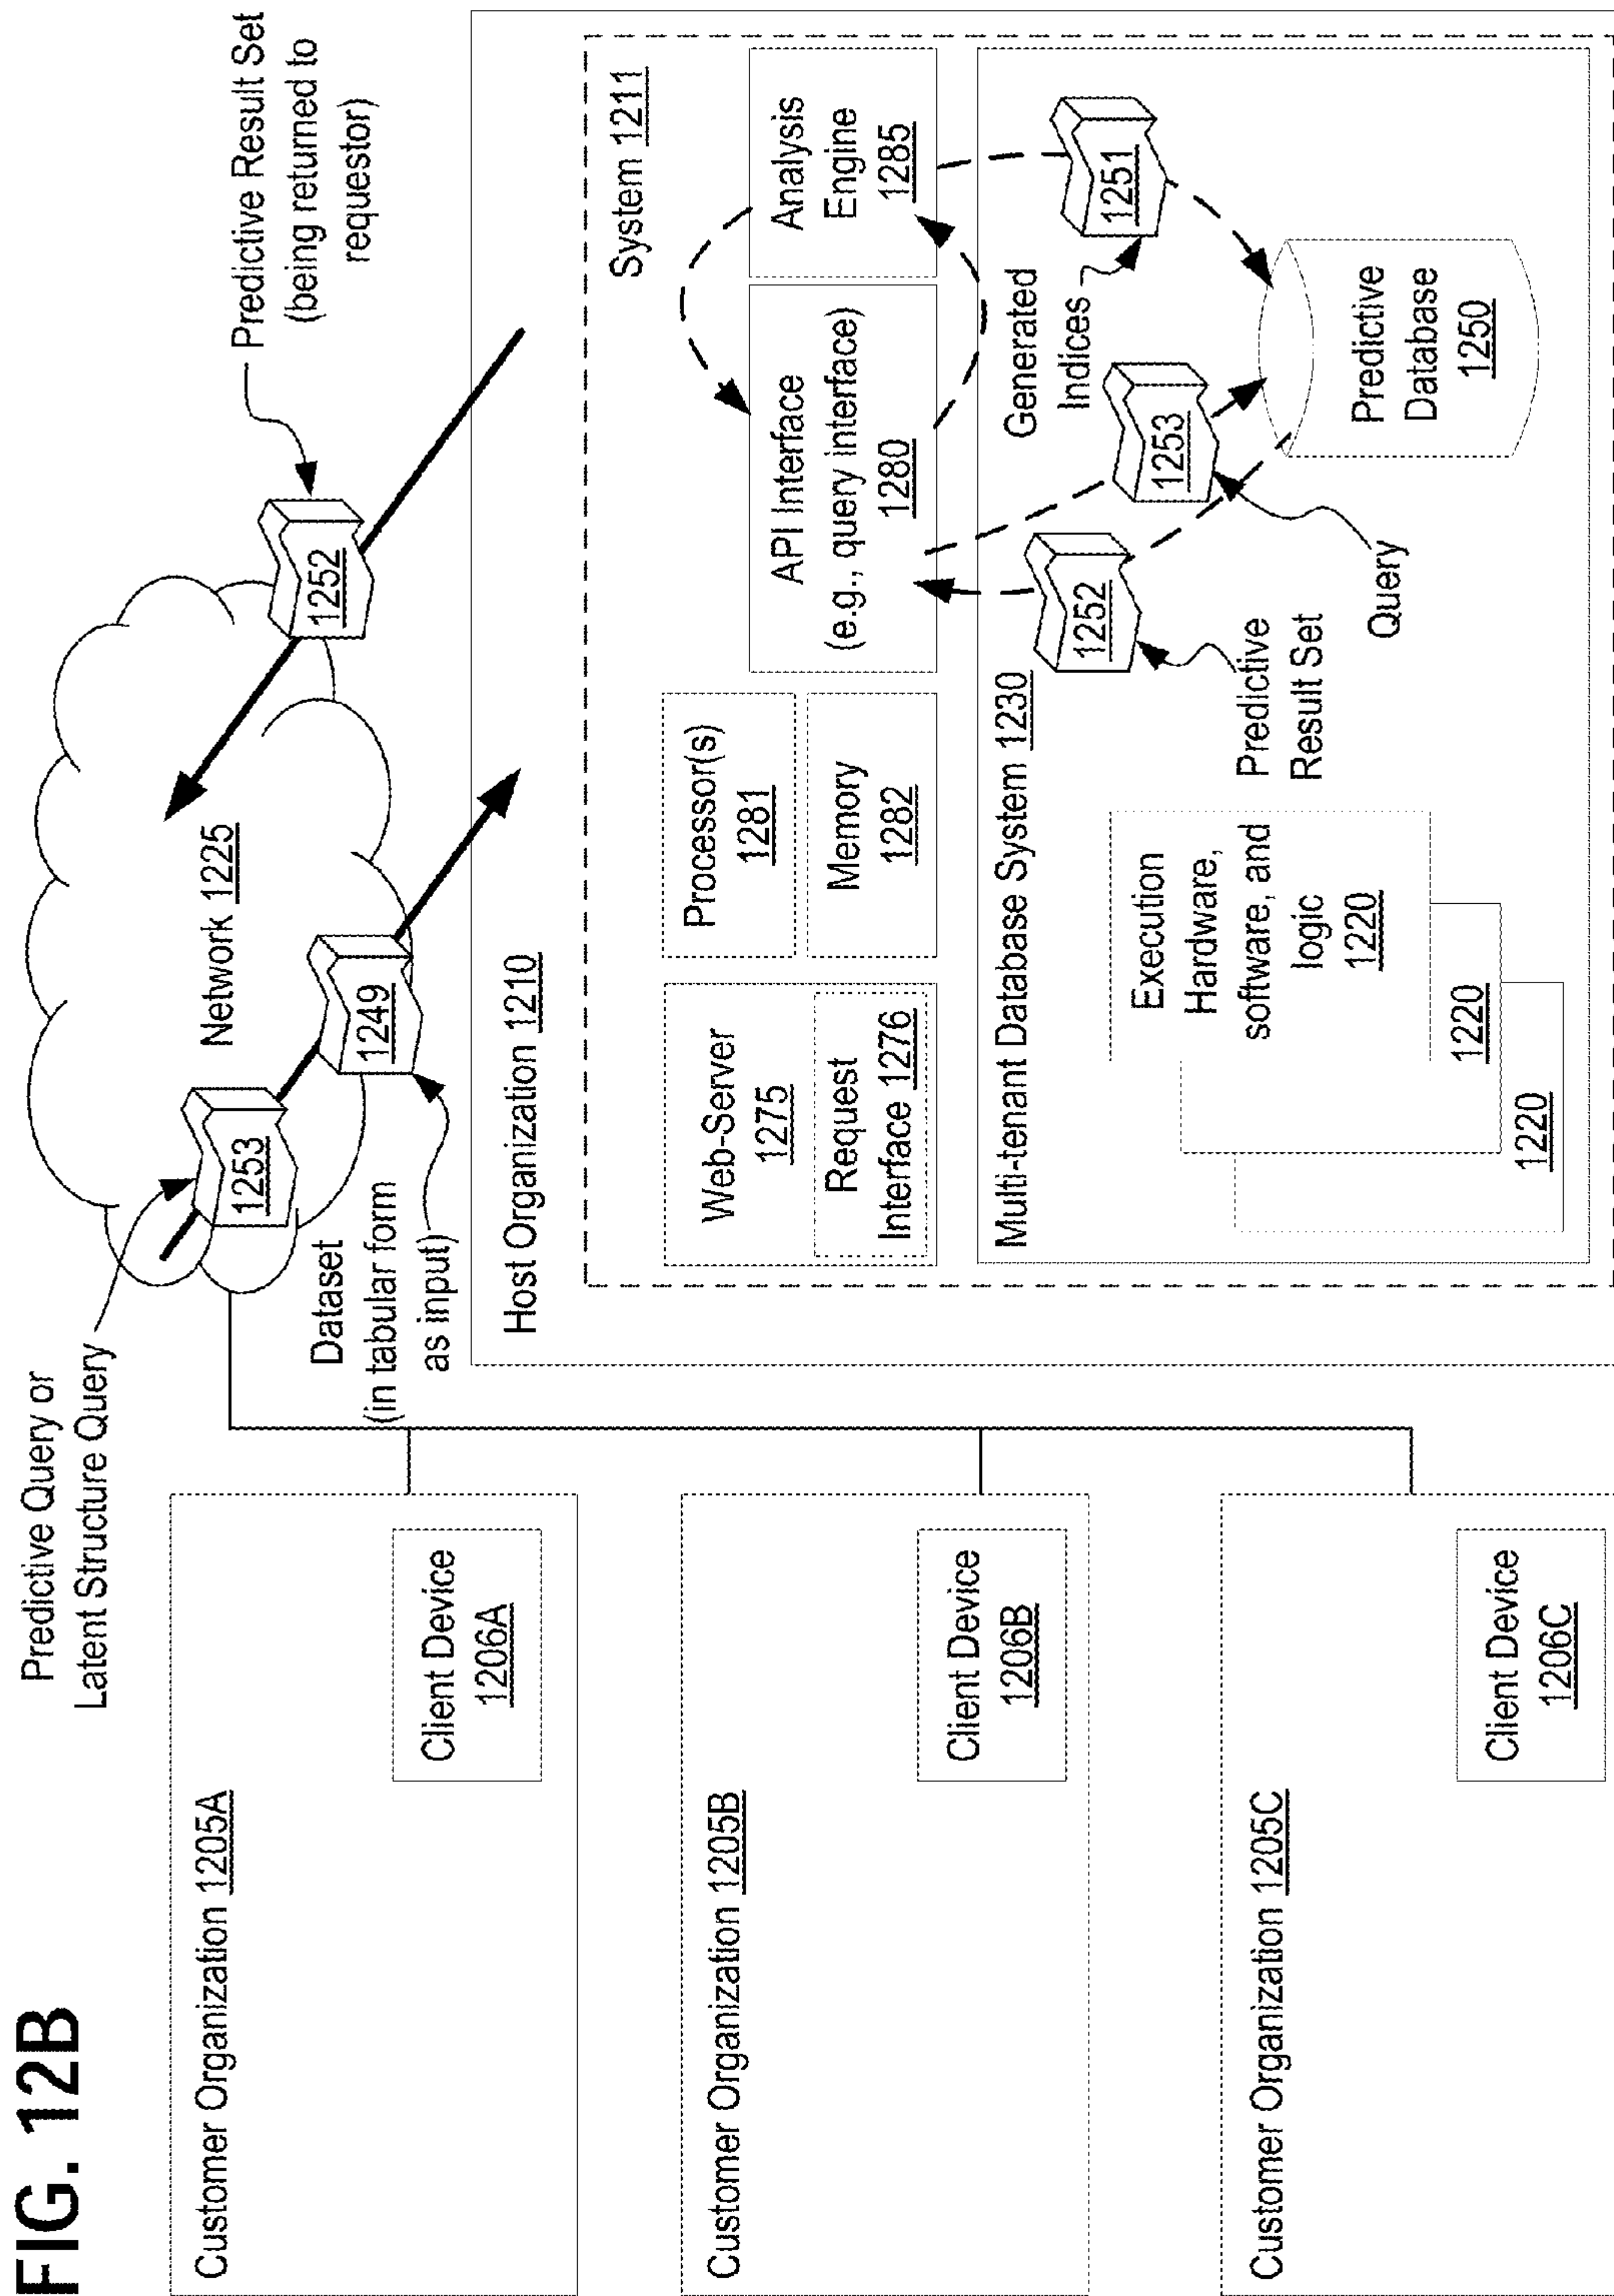 FIG. 12B
Customer Organization 1205A
Client Device
1206A
Customer Organization 1205B
Client Device
1206B
Customer Organization 1205C
Client Device
1206C
Predictive Query or
Latent Structure Query
1253
Network 1225
1249
Dataset
(in tabular form
as input)
1252
Predictive Result Set
(being returned to
requestor)
Host Organization 1210
System 1211
Web-Server
1275
Request
Interface 1276
Processor(s)
1281
Memory
1282
API Interface
(e.g., query interface)
1280
Analysis
Engine
1285
Multi-tenant Database System 1230
Execution
Hardware,
software, and
logic
1220
1220
1220
1252
Predictive
Result Set
1253
Query
Generated
Indices
1251
Predictive
Database
1250